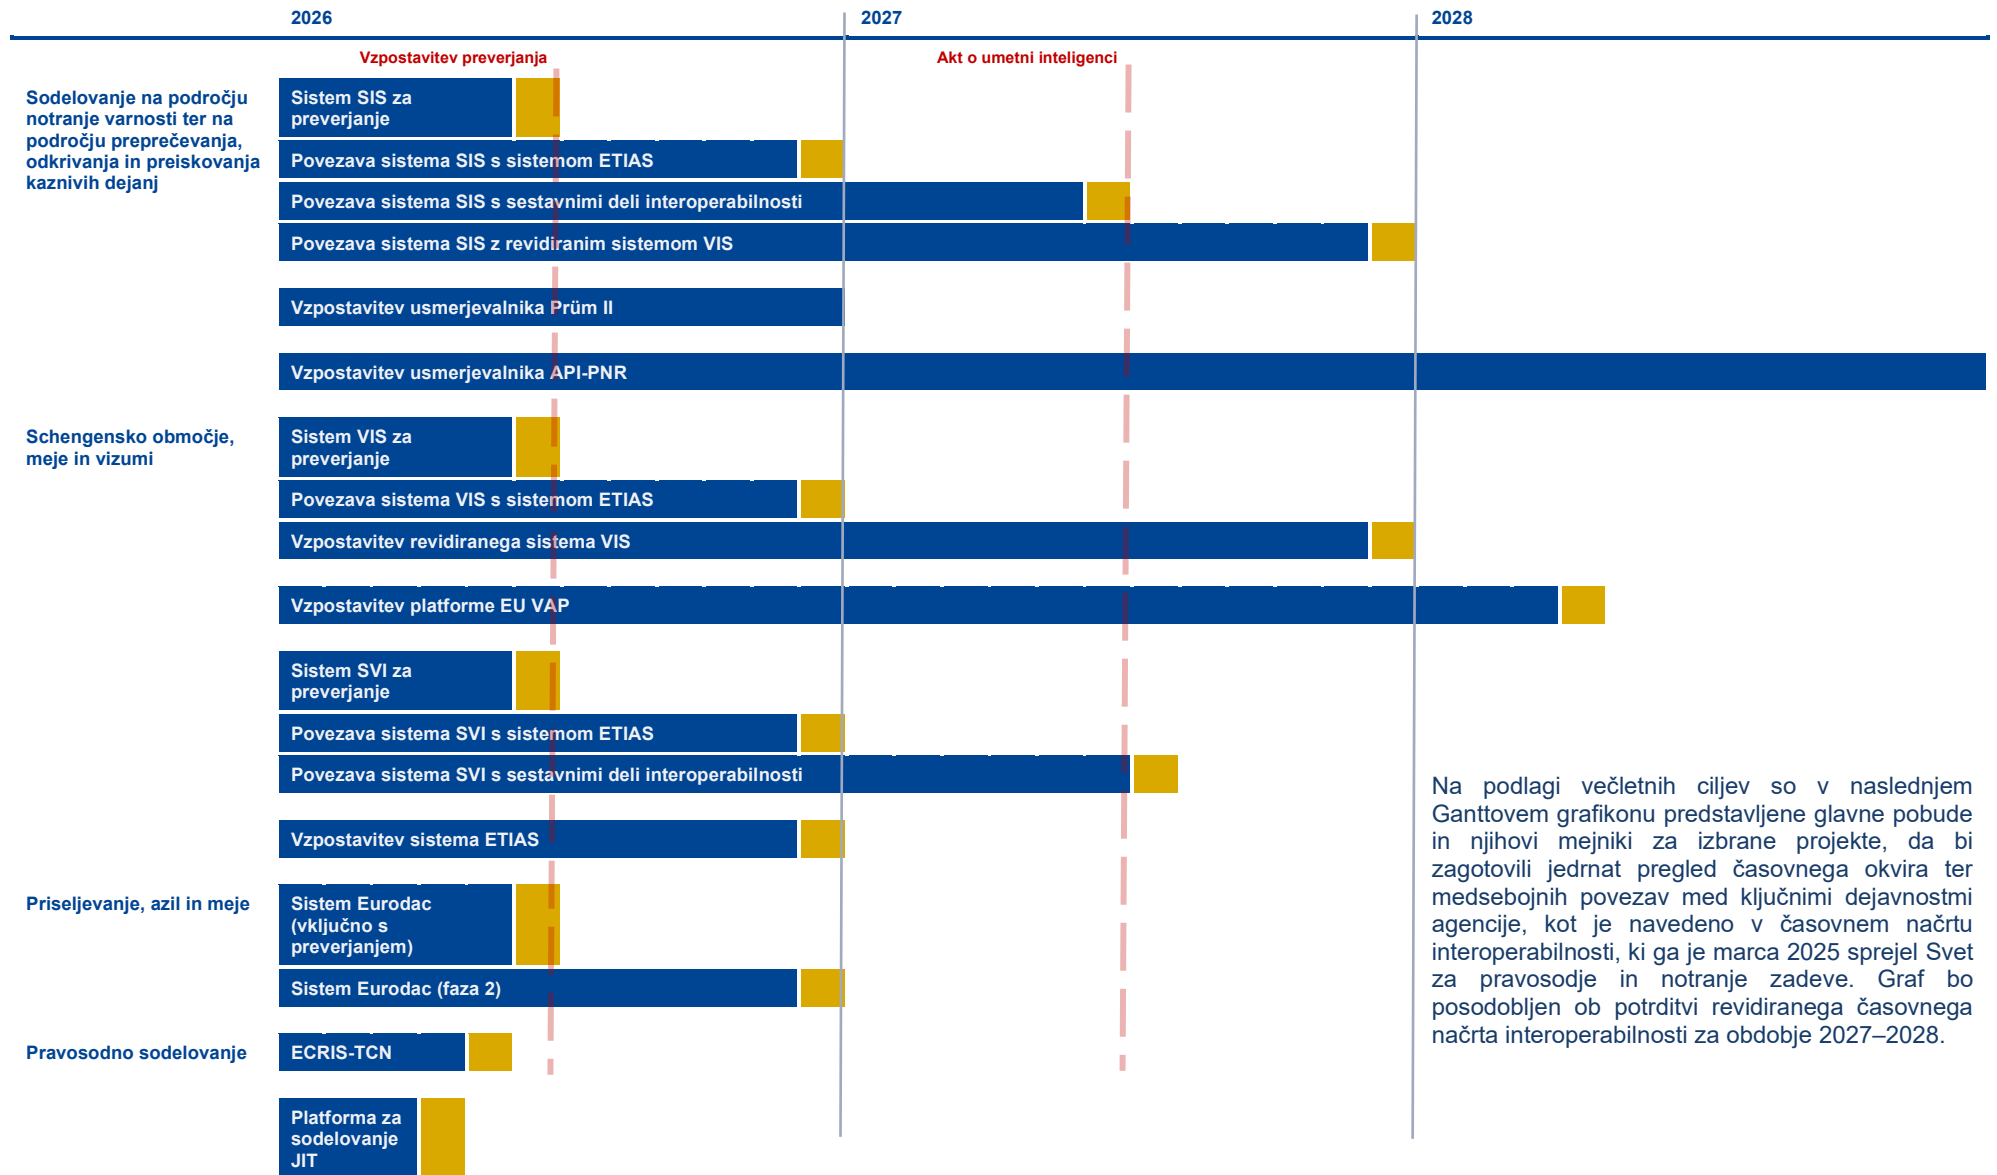 2026
2027
2028
Vzpostavitev preverjanja
Akt o umetni inteligenci
Sodelovanje na področju
notranje varnosti ter na
področju preprečevanja,
odkrivanja in preiskovanja
kaznivih dejanj
Sistem SIS za
preverjanje
Povezava sistema SIS s sistemom ETIAS
Povezava sistema SIS s sestavnimi deli interoperabilnosti
Povezava sistema SIS z revidiranim sistemom VIS
Vzpostavitev usmerjevalnika Prüm II
Vzpostavitev usmerjevalnika API-PNR
Schengensko območje,
meje in vizumi
Sistem VIS za
preverjanje
Povezava sistema VIS s sistemom ETIAS
Vzpostavitev revidiranega sistema VIS
Vzpostavitev platforme EU VAP
Sistem SVI za
preverjanje
Povezava sistema SVI s sistemom ETIAS
Povezava sistema SVI s sestavnimi deli interoperabilnosti
Vzpostavitev sistema ETIAS
Priseljevanje, azil in meje
Sistem Eurodac
(vključno s
preverjanjem)
Sistem Eurodac (faza 2)
Pravosodno sodelovanje
ECRIS-TCN
Platforma za
sodelovanje
JIT
Na podlagi večletnih ciljev so v naslednjem
Ganttovem grafikonu predstavljene glavne pobude
in njihovi mejniki za izbrane projekte, da bi
zagotovili jedrnat pregled časovnega okvira ter
medsebojnih povezav med ključnimi dejavnostmi
agencije, kot je navedeno v časovnem načrtu
interoperabilnosti, ki ga je marca 2025 sprejel Svet
za pravosodje in notranje zadeve. Graf bo
posodobljen ob potrditvi revidiranega časovnega
načrta interoperabilnosti za obdobje 2027–2028.